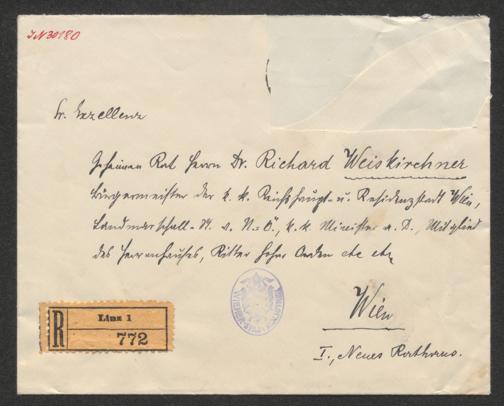 IN 30180
Sr. Exzellenz
Geheimen Rat Herrn Dr. Richard Weiskirchner
Bürgermeister der k. k. Reichshaupt- u. Residenzstadt Wien,
Landmarschall-St. v. N.-Ö., k. k. Minister a. D., Mitglied
des Herrenhauses, Ritter hoher Orden etc etc
Wien
I., Neues Rathaus.
R
Linz 1
772